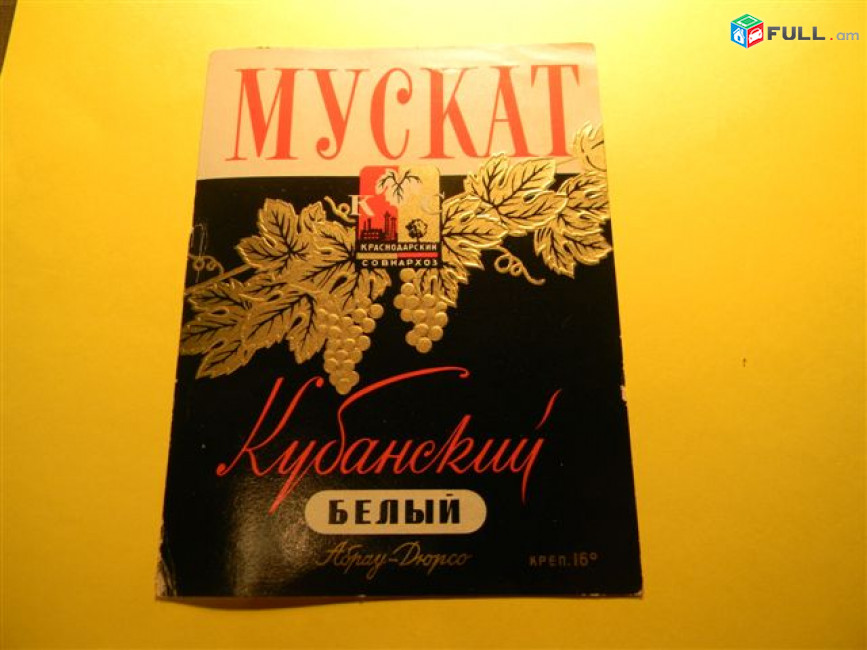 FULL.am
МУСКАТ
К С
КРАСНОДАРСКИЙ
СОВНАРХОЗ
Кубанский
БЕЛЫЙ
Абрау-Дюрсо
КРЕП. 16°